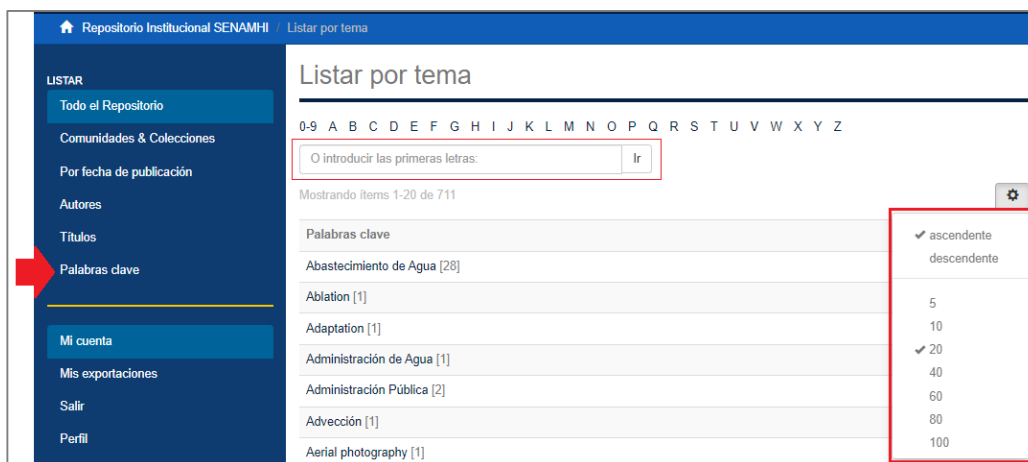 Repositorio Institucional SENAMHI / Listar por tema
LISTAR
Todo el Repositorio
Comunidades & Colecciones
Por fecha de publicación
Autores
Títulos
Palabras clave
Mi cuenta
Mis exportaciones
Salir
Perfil
Listar por tema
0-9 A B C D E F G H I J K L M N O P Q R S T U V W X Y Z
O introducir las primeras letras: Ir
Mostrando ítems 1-20 de 711
Palabras clave
Abastecimiento de Agua [28]
Ablation [1]
Adaptation [1]
Administración de Agua [1]
Administración Pública [2]
Advección [1]
Aerial photography [1]
ascendente
descendente
5
10
20
40
60
80
100